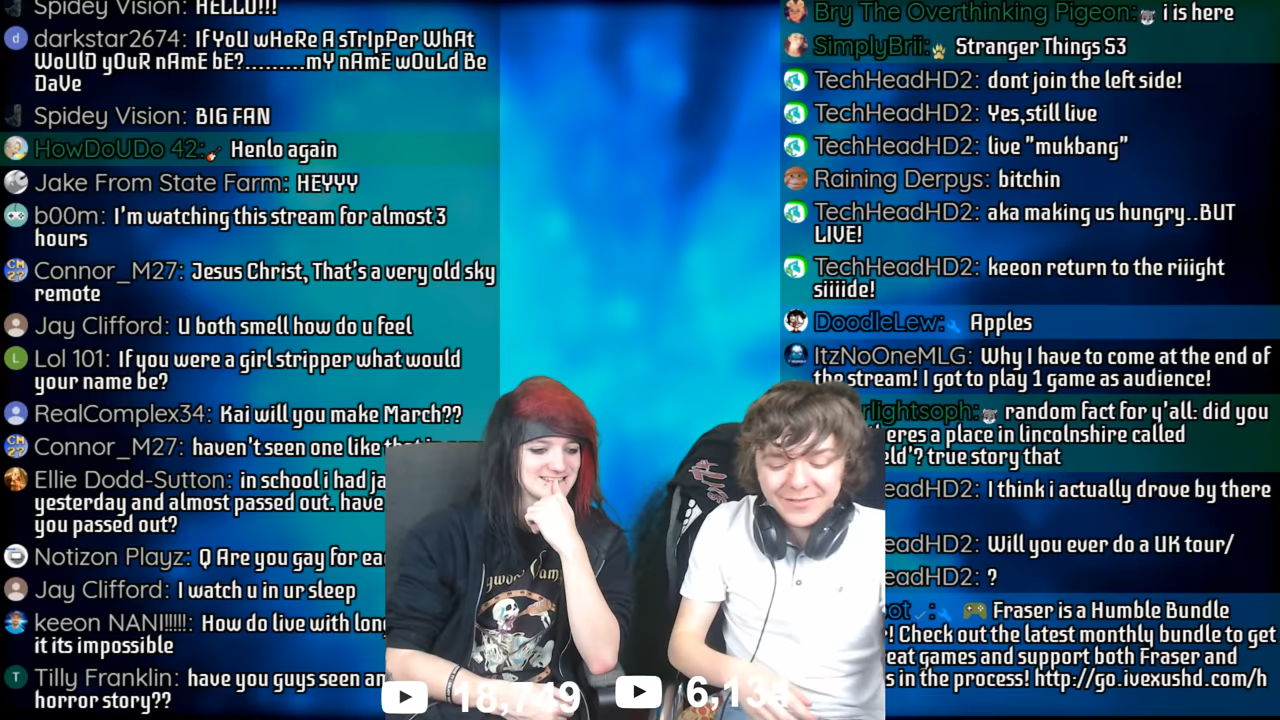 Spidey Vision: HELLO!!!
darkstar2674: IfYoU wHeRe A sTrIpPer WhAt
WoUlD yOuR nAmE bE?.........mY nAmE wOuLd Be
DaVe
Spidey Vision: BIG FAN
HowDoUDo 42: Henlo again
Jake From State Farm: HEYYY
b00m: I'm watching this stream for almost 3
hours
Connor_M27: Jesus Christ, That's a very old sky
remote
Jay Clifford: U both smell how do u feel
Lol 101: If you were a girl stripper what would
your name be?
RealComplex34: Kai will you make March??
Connor_M27: haven't seen one like
Ellie Dodd-Sutton: in school i had
yesterday and almost passed out. have
you passed out?
Notizon Playz: Q Are you gay for
Jay Clifford: I watch u in ur sleep
keeon NANI!!!!!: How do live with
it its impossible
Tilly Franklin: have you guys seen
horror story??
18,749
6,13
Bry The Overthinking Pigeon: i is here
SimplyBrii: Stranger Things S3
TechHeadHD2: dont join the left side!
TechHeadHD2: Yes,still live
TechHeadHD2: live "mukbang"
Raining Derpys: bitchin
TechHeadHD2: aka making us hungry..BUT
LIVE!
TechHeadHD2: keeon return to the riiight
siiiide!
DoodleLew: Apples
ItzNoOneMLG: Why I have to come at the end of
the stream! I got to play 1 game as audience!
rlightsoph: random fact for y'all: did you
eres a place in lincolnshire called
eld'? true story that
eadHD2: I think i actually drove by there
eadHD2: Will you ever do a UK tour/
eadHD2: ?
ot: Fraser is a Humble Bundle
r! Check out the latest monthly bundle to get
eat games and support both Fraser and
s in the process! http://go.ivexushd.com/h